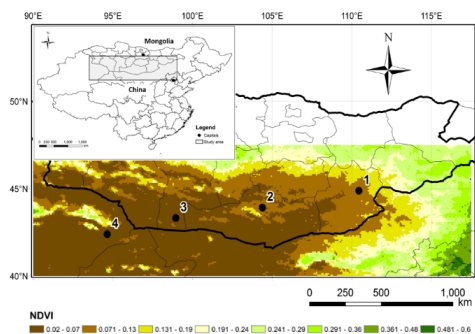 90°E 95°E 100°E 105°E 110°E 115°E
N
Mongolia
China
Legend
Capitals
Study area
50°N
45°N
40°N
1
2
3
4
0 250 500 1,000
km
NDVI
0.02 - 0.07 0.071 - 0.13 0.131 - 0.19 0.191 - 0.24 0.241 - 0.29 0.291 - 0.36 0.361 - 0.48 0.481 - 0.6